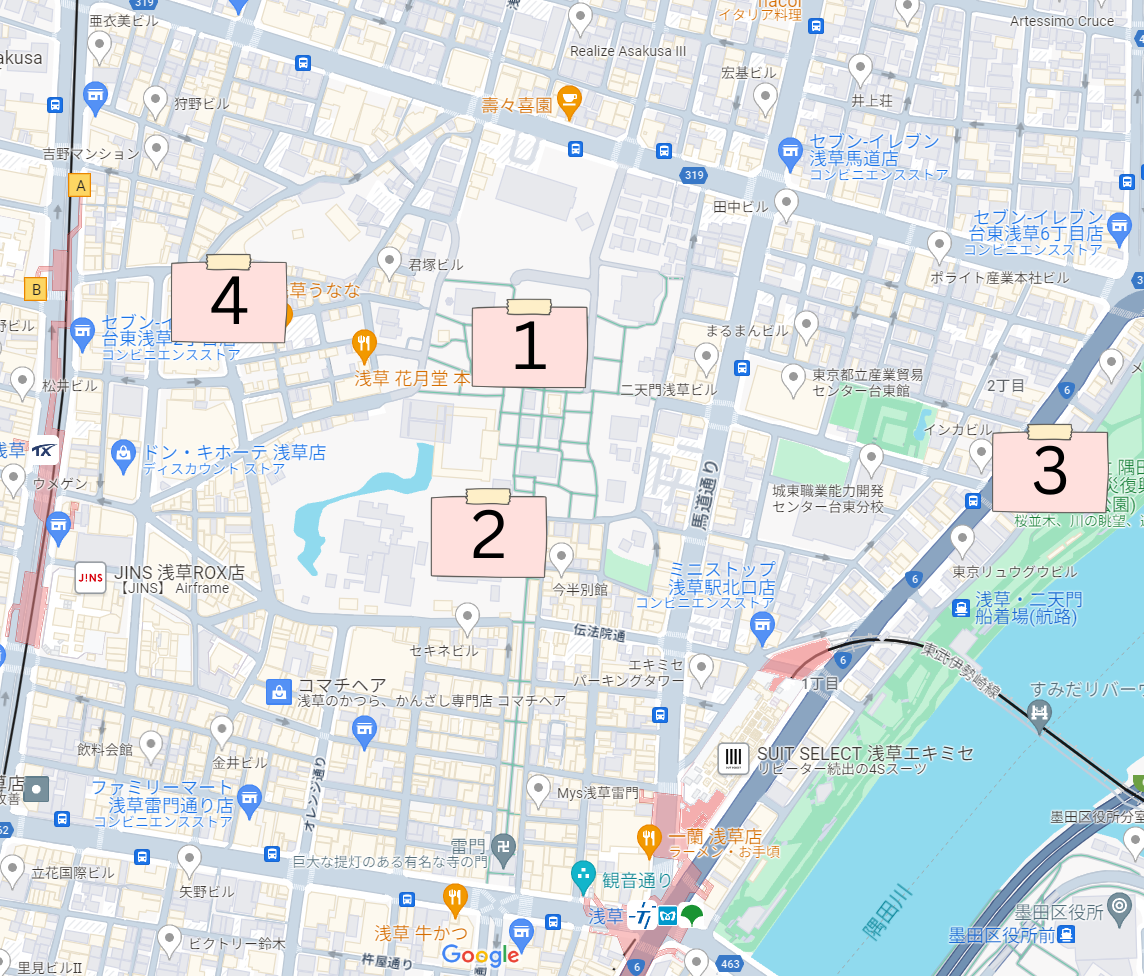 319
亜衣美ビル
イタリア料理
Artessimo Cruce
Realize Asakusa III
akusa
宏基ビル
狩野ビル
壽々喜園
井上荘
吉野マンション
セブン-イレブン
浅草馬道店
コンビニエンスストア
A
319
田中ビル
セブン-イレブン
台東浅草6丁目店
コンビニエンスストア
君塚ビル
ポライト産業本社ビル
B
4
草うなな
1
セブン-イ
台東浅草2丁目店
コンビニエンスストア
まるまんビル
浅草 花月堂 本
二天門浅草ビル
東京都立産業貿易
センター台東館
2丁目
6
松井ビル
インカビル
浅草
TX
ドン・キホーテ 浅草店
ディスカウント ストア
ウメゲン
馬道通り
城東職業能力開発
センター台東分校
3
隅田
公園)
桜並木、川の眺望、
2
今半別館
ミニストップ
浅草駅北口店
コンビニエンスストア
東京リュウグウビル
6
J!NS
JINS 浅草ROX店
【JINS】 Airframe
浅草・二天門
船着場(航路)
伝法院通
セキネビル
エキミセ
パーキングタワー
6
1丁目
東武伊勢崎線
すみだリバーウ
コマチヘア
浅草のかつら、かんざし専門店 コマチヘア
飲料会館
金井ビル
SUIT SELECT 浅草エキミセ
リピーター続出の4Sスーツ
ファミリーマート
浅草雷門通り店
コンビニエンスストア
オレンジ通り
Mys浅草雷門
墨田区役所分室
雷門
巨大な提灯のある有名な寺の門
一蘭 浅草店
ラーメン・お手頃
立花国際ビル
矢野ビル
観音通り
浅草
隅田川
墨田区役所
墨田区役所前
ビクトリー鈴木
浅草 牛かつ
Google
里見ビルII
杵屋通り
6
463